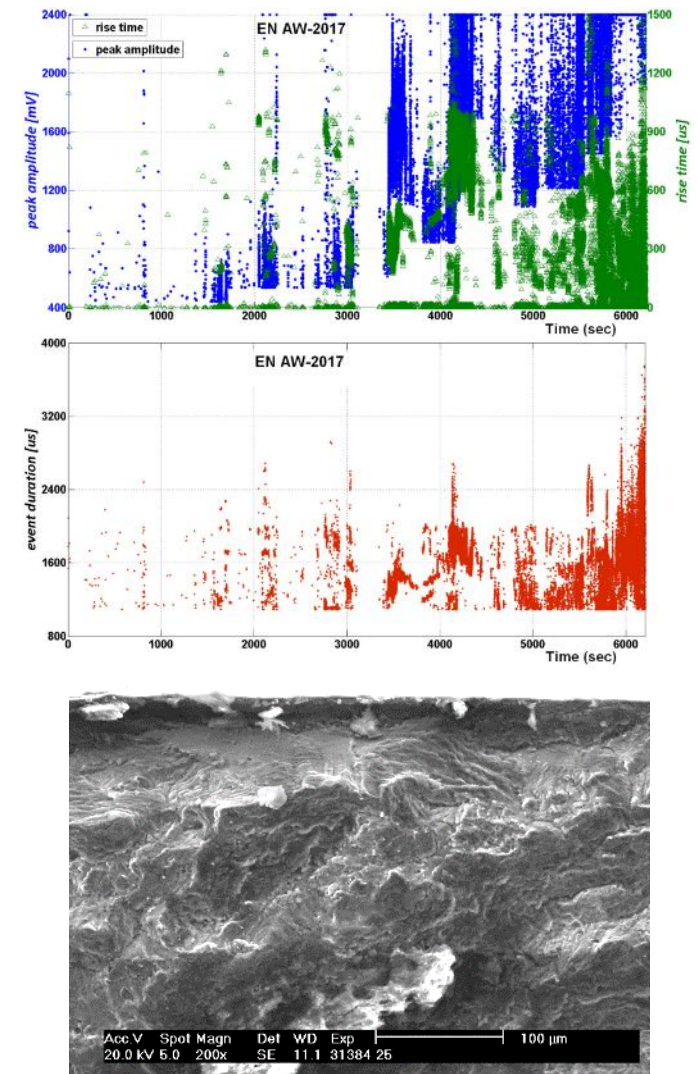 2400
2000
1600
1200
800
400
peak amplitude [mV]
rise time
peak amplitude
EN AW-2017
1500
1200
900
600
300
0
rise time [us]
0 1000 2000 3000 4000 5000 6000
Time (sec)
4000
3200
2400
1600
800
event duration [us]
EN AW-2017
0 1000 2000 3000 4000 5000 6000
Time (sec)
Acc.V Spot Magn Det WD Exp 100 µm
20.0 kV 5.0 200x SE 11.1 31384 25